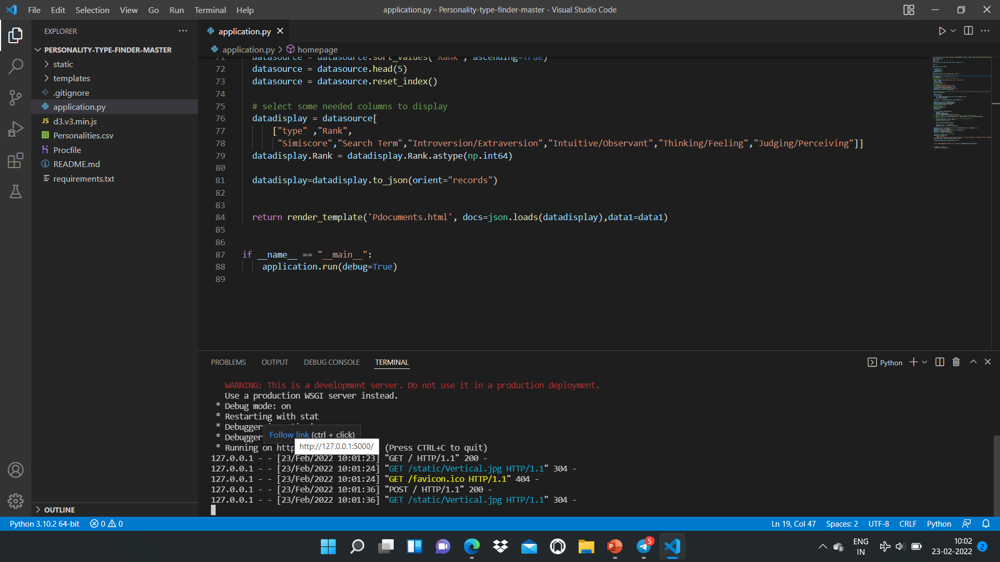 File Edit Selection View Go Run Terminal Help
application.py - Personality-type-finder-master - Visual Studio Code
EXPLORER
PERSONALITY-TYPE-FINDER-MASTER
static
templates
.gitignore
application.py
JS d3.v3.min.js
Personalities.csv
Procfile
README.md
requirements.txt
OUTLINE
application.py
application.py > homepage
71 datasource = datasource.sort_values("Rank", ascending=True)
72 datasource = datasource.head(5)
73 datasource = datasource.reset_index()
74
75 # select some needed columns to display
76 datadisplay = datasource[
77 ["type" ,"Rank",
78 "Simiscore","Search Term","Introversion/Extraversion","Intuitive/Observant","Thinking/Feeling","Judging/Perceiving"]]
79 datadisplay.Rank = datadisplay.Rank.astype(np.int64)
80
81 datadisplay=datadisplay.to_json(orient="records")
82
83
84 return render_template('Pdocuments.html', docs=json.loads(datadisplay),data1=data1)
85
86
87 if __name__ == "__main__":
88 application.run(debug=True)
89
PROBLEMS OUTPUT DEBUG CONSOLE TERMINAL
Python
WARNING: This is a development server. Do not use it in a production deployment.
Use a production WSGI server instead.
* Debug mode: on
* Restarting with stat
* Debugger
Follow link (ctrl + click)
* Debugger
http://127.0.0.1:5000/
* Running on http (Press CTRL+C to quit)
127.0.0.1 - - [23/Feb/2022 10:01:23] "GET / HTTP/1.1" 200 -
127.0.0.1 - - [23/Feb/2022 10:01:24] "GET /static/Vertical.jpg HTTP/1.1" 304 -
127.0.0.1 - - [23/Feb/2022 10:01:24] "GET /favicon.ico HTTP/1.1" 404 -
127.0.0.1 - - [23/Feb/2022 10:01:36] "POST / HTTP/1.1" 200 -
127.0.0.1 - - [23/Feb/2022 10:01:36] "GET /static/Vertical.jpg HTTP/1.1" 304 -
Python 3.10.2 64-bit 0 0
Ln 19, Col 47 Spaces: 2 UTF-8 CRLF Python
5
ENG
IN
10:02
23-02-2022
2